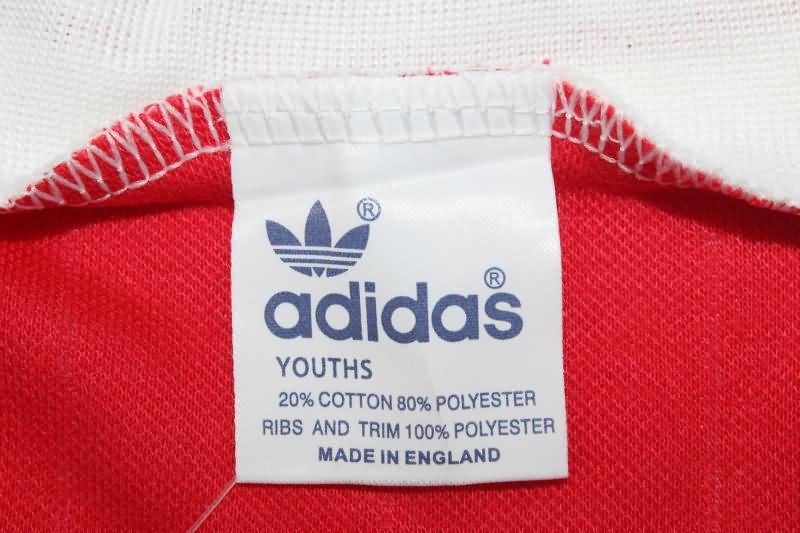 ®
adidas®
YOUTHS
20% COTTON 80% POLYESTER
RIBS AND TRIM 100% POLYESTER
MADE IN ENGLAND